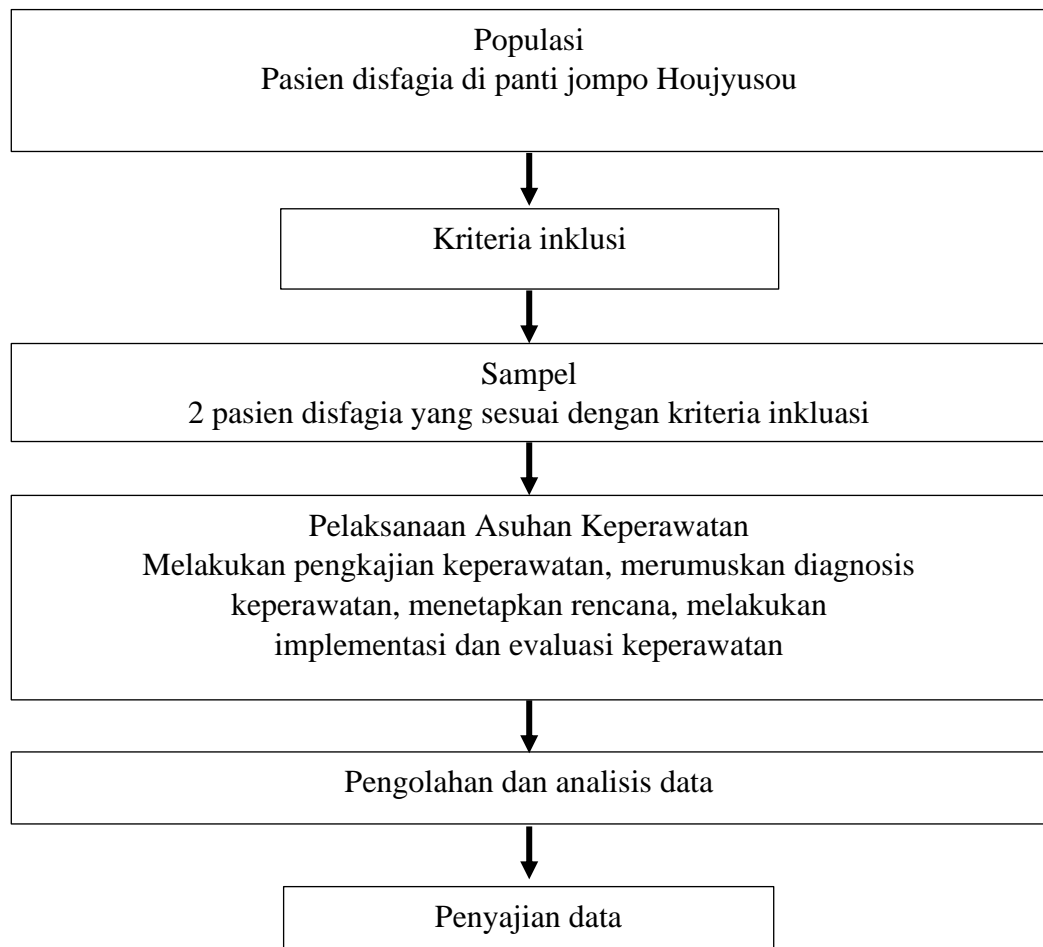 Populasi
Pasien disfagia di panti jompo Houjyusou
Kriteria inklusi
Sampel
2 pasien disfagia yang sesuai dengan kriteria inkluasi
Pelaksanaan Asuhan Keperawatan
Melakukan pengkajian keperawatan, merumuskan diagnosis
keperawatan, menetapkan rencana, melakukan
implementasi dan evaluasi keperawatan
Pengolahan dan analisis data
Penyajian data